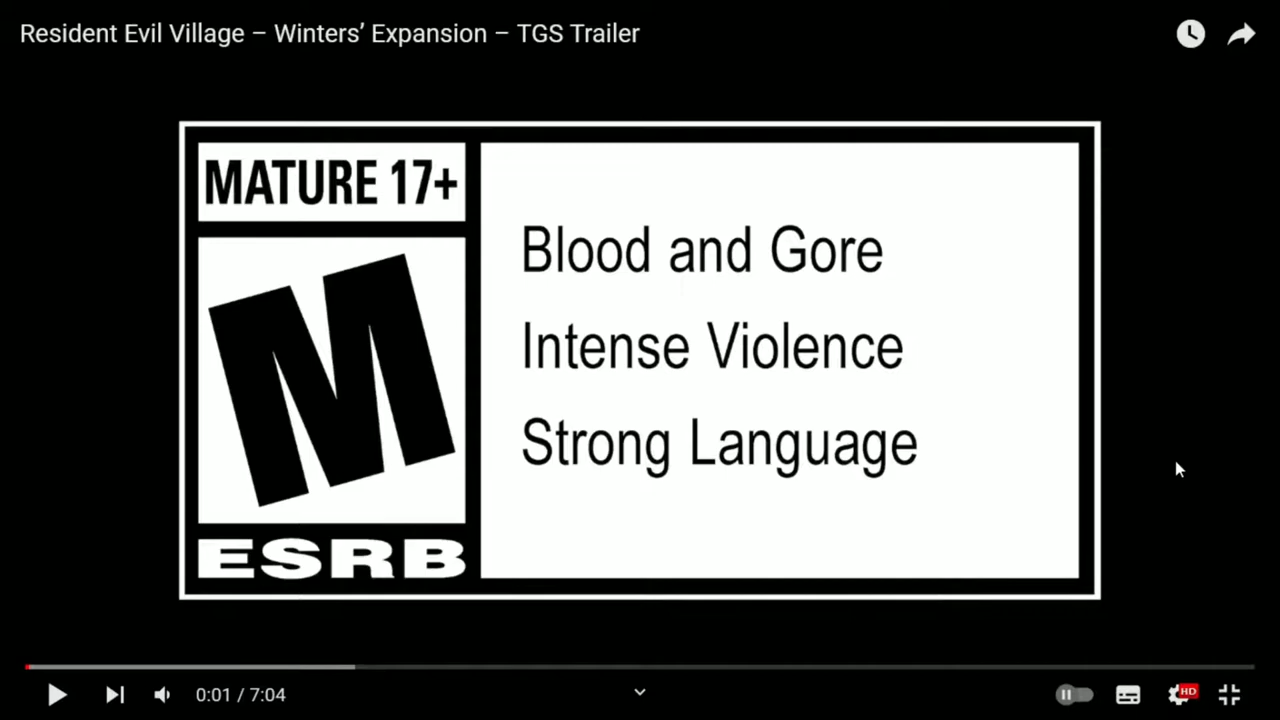 Resident Evil Village – Winters’ Expansion – TGS Trailer
MATURE 17+
M
ESRB
Blood and Gore
Intense Violence
Strong Language
0:01 / 7:04
HD